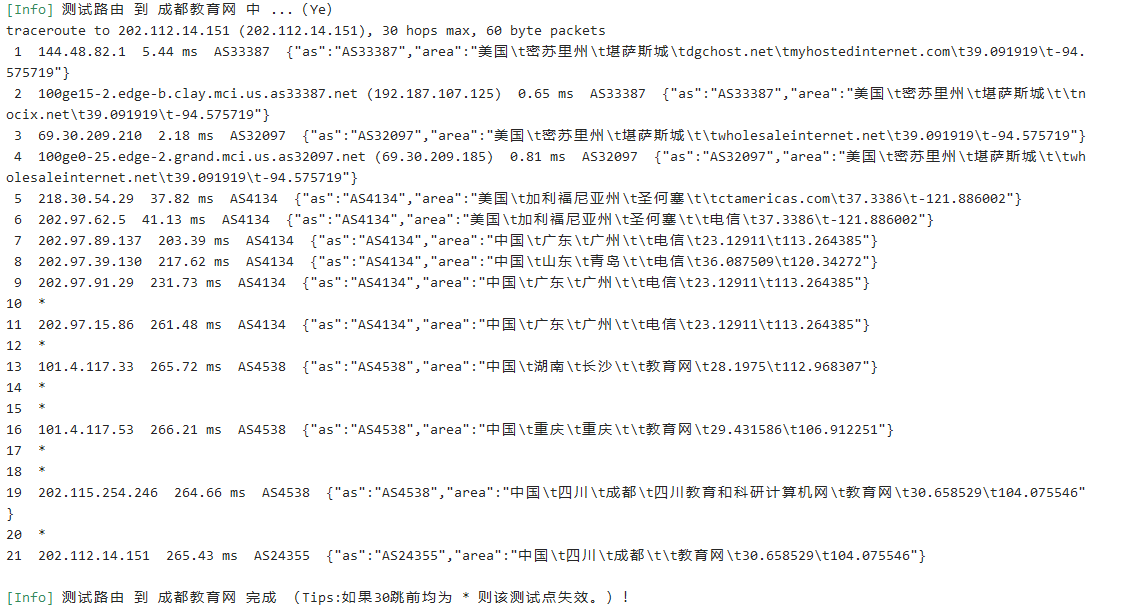 [Info] 测试路由 到 成都教育网 中 ... (Ye)
traceroute to 202.112.14.151 (202.112.14.151), 30 hops max, 60 byte packets
 1  144.48.82.1  5.44 ms  AS33387  {"as":"AS33387","area":"美国\t密苏里州\t堪萨斯城\tdgchost.net\tmyhostedinternet.com\t39.091919\t-94.
575719"}
 2  100ge15-2.edge-b.clay.mci.us.as33387.net (192.187.107.125)  0.65 ms  AS33387  {"as":"AS33387","area":"美国\t密苏里州\t堪萨斯城\t\tn
ocix.net\t39.091919\t-94.575719"}
 3  69.30.209.210  2.18 ms  AS32097  {"as":"AS32097","area":"美国\t密苏里州\t堪萨斯城\t\twholesaleinternet.net\t39.091919\t-94.575719"}
 4  100ge0-25.edge-2.grand.mci.us.as32097.net (69.30.209.185)  0.81 ms  AS32097  {"as":"AS32097","area":"美国\t密苏里州\t堪萨斯城\t\twh
olesaleinternet.net\t39.091919\t-94.575719"}
 5  218.30.54.29  37.82 ms  AS4134  {"as":"AS4134","area":"美国\t加利福尼亚州\t圣何塞\t\tctamericas.com\t37.3386\t-121.886002"}
 6  202.97.62.5  41.13 ms  AS4134  {"as":"AS4134","area":"美国\t加利福尼亚州\t圣何塞\t\t电信\t37.3386\t-121.886002"}
 7  202.97.89.137  203.39 ms  AS4134  {"as":"AS4134","area":"中国\t广东\t广州\t\t电信\t23.12911\t113.264385"}
 8  202.97.39.130  217.62 ms  AS4134  {"as":"AS4134","area":"中国\t山东\t青岛\t\t电信\t36.087509\t120.34272"}
 9  202.97.91.29  231.73 ms  AS4134  {"as":"AS4134","area":"中国\t广东\t广州\t\t电信\t23.12911\t113.264385"}
10  *
11  202.97.15.86  261.48 ms  AS4134  {"as":"AS4134","area":"中国\t广东\t广州\t\t电信\t23.12911\t113.264385"}
12  *
13  101.4.117.33  265.72 ms  AS4538  {"as":"AS4538","area":"中国\t湖南\t长沙\t\t教育网\t28.1975\t112.968307"}
14  *
15  *
16  101.4.117.53  266.21 ms  AS4538  {"as":"AS4538","area":"中国\t重庆\t重庆\t\t教育网\t29.431586\t106.912251"}
17  *
18  *
19  202.115.254.246  264.66 ms  AS4538  {"as":"AS4538","area":"中国\t四川\t成都\t四川教育和科研计算机网\t教育网\t30.658529\t104.075546"
}
20  *
21  202.112.14.151  265.43 ms  AS24355  {"as":"AS24355","area":"中国\t四川\t成都\t\t教育网\t30.658529\t104.075546"}
[Info] 测试路由 到 成都教育网 完成 （Tips:如果30跳前均为 * 则该测试点失效。）！